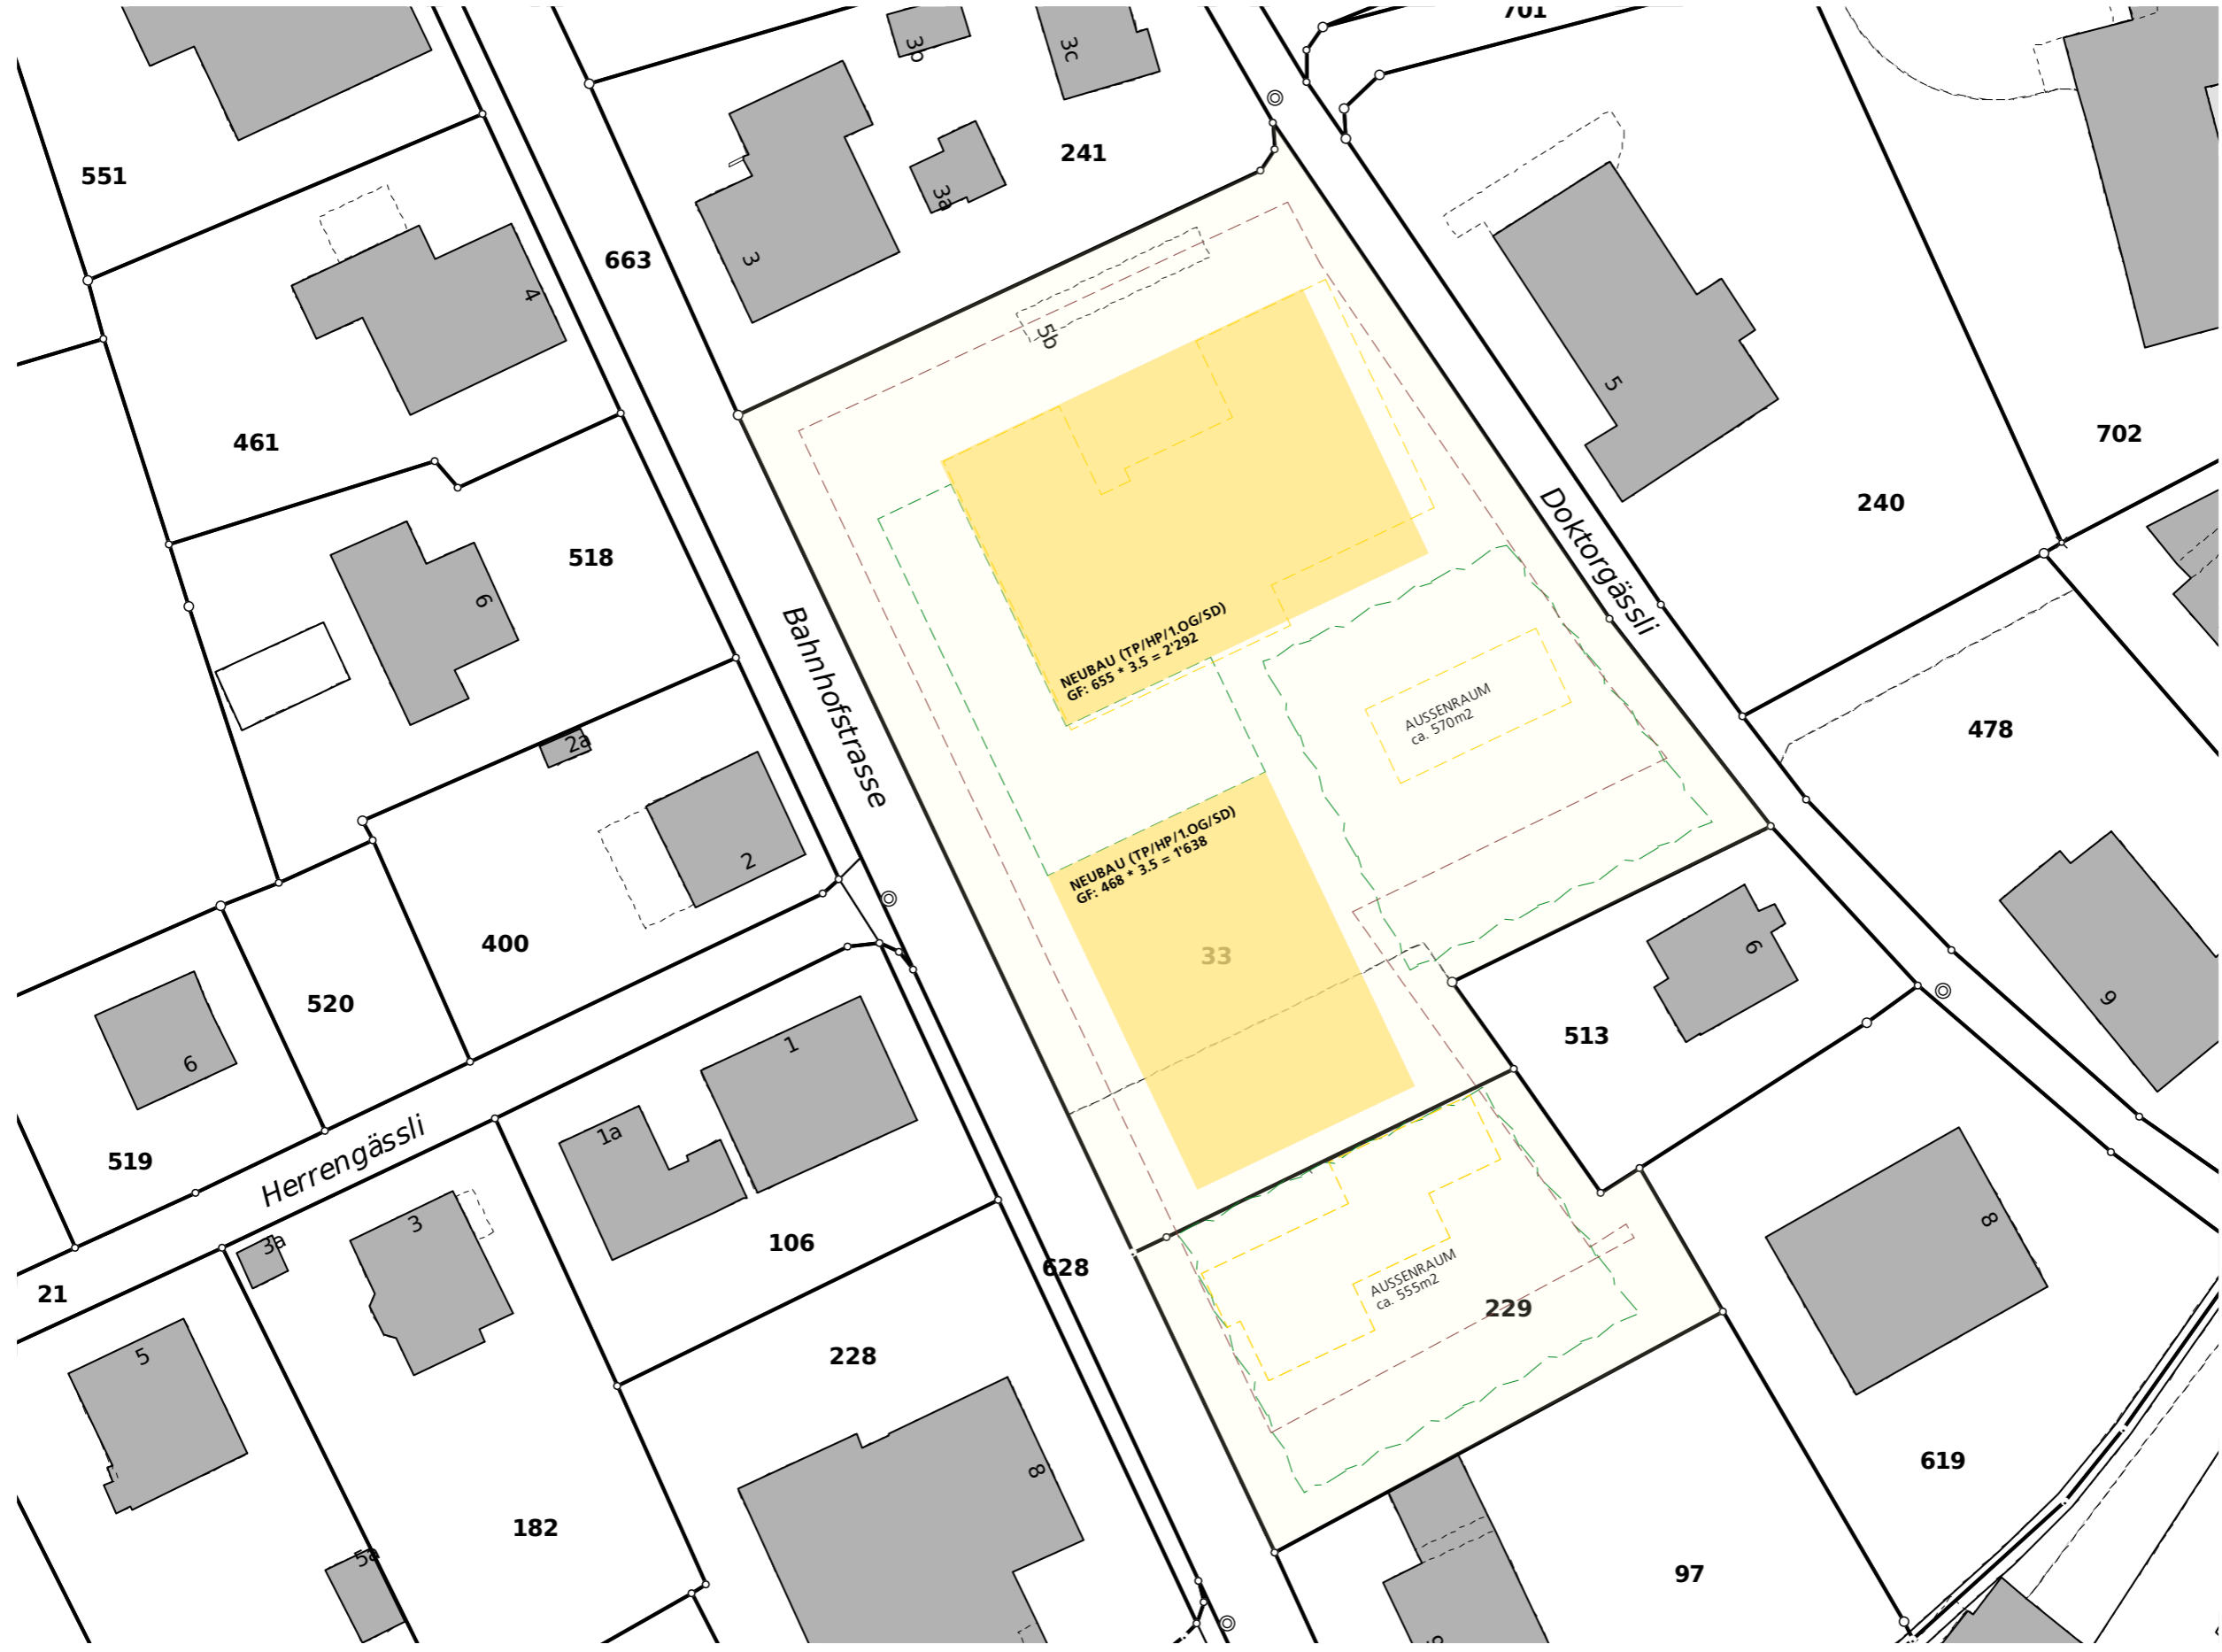 701
3b
3c
551
241
3a
663
3
4
5b
461
5
702
240
518
6
Doktorgässli
NEUBAU (TP/HP/1.OG/SD)
GF: 655 * 3.5 = 2'292
Bahnhofstrasse
AUSSENRAUM
ca. 570m2
478
2a
2
NEUBAU (TP/HP/1.OG/SD)
GF: 468 * 3.5 = 1'638
400
33
6
520
9
513
1
6
1a
519
Herrengässli
3
3a
106
8
628
21
AUSSENRAUM
ca. 555m2
229
5
228
8
619
182
5a
97